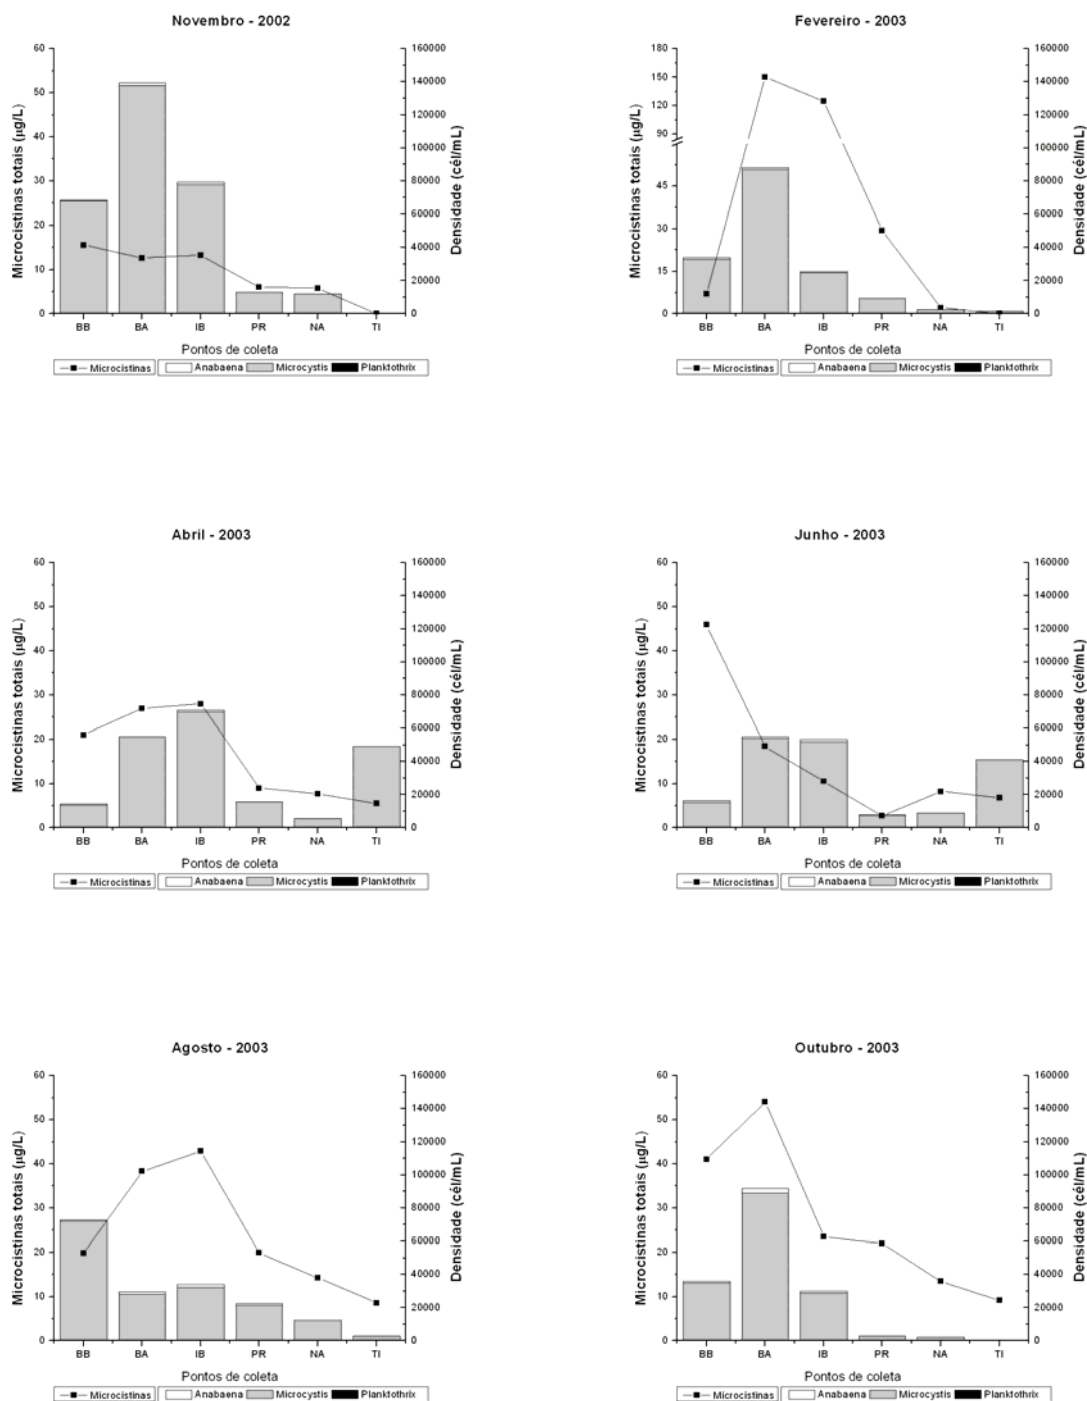 Novembro - 2002
Microcistinas totais (µg/L)
60
50
40
30
20
10
0
160000
140000
120000
100000
80000
60000
40000
20000
0
Densidade (cél/mL)
BB BA IB PR NA TI
Pontos de coleta
Microcistinas Anabaena Microcystis Planktothrix
Fevereiro - 2003
Microcistinas totais (µg/L)
180
150
120
90
45
30
15
0
160000
140000
120000
100000
80000
60000
40000
20000
0
Densidade (cél/mL)
BB BA IB PR NA TI
Pontos de coleta
Microcistinas Anabaena Microcystis Planktothrix
Abril - 2003
Microcistinas totais (µg/L)
60
50
40
30
20
10
0
160000
140000
120000
100000
80000
60000
40000
20000
0
Densidade (cél/mL)
BB BA IB PR NA TI
Pontos de coleta
Microcistinas Anabaena Microcystis Planktothrix
Junho - 2003
Microcistinas totais (µg/L)
60
50
40
30
20
10
0
160000
140000
120000
100000
80000
60000
40000
20000
0
Densidade (cél/mL)
BB BA IB PR NA TI
Pontos de coleta
Microcistinas Anabaena Microcystis Planktothrix
Agosto - 2003
Microcistinas totais (µg/L)
60
50
40
30
20
10
0
160000
140000
120000
100000
80000
60000
40000
20000
0
Densidade (cél/mL)
BB BA IB PR NA TI
Pontos de coleta
Microcistinas Anabaena Microcystis Planktothrix
Outubro - 2003
Microcistinas totais (µg/L)
60
50
40
30
20
10
0
160000
140000
120000
100000
80000
60000
40000
20000
0
Densidade (cél/mL)
BB BA IB PR NA TI
Pontos de coleta
Microcistinas Anabaena Microcystis Planktothrix